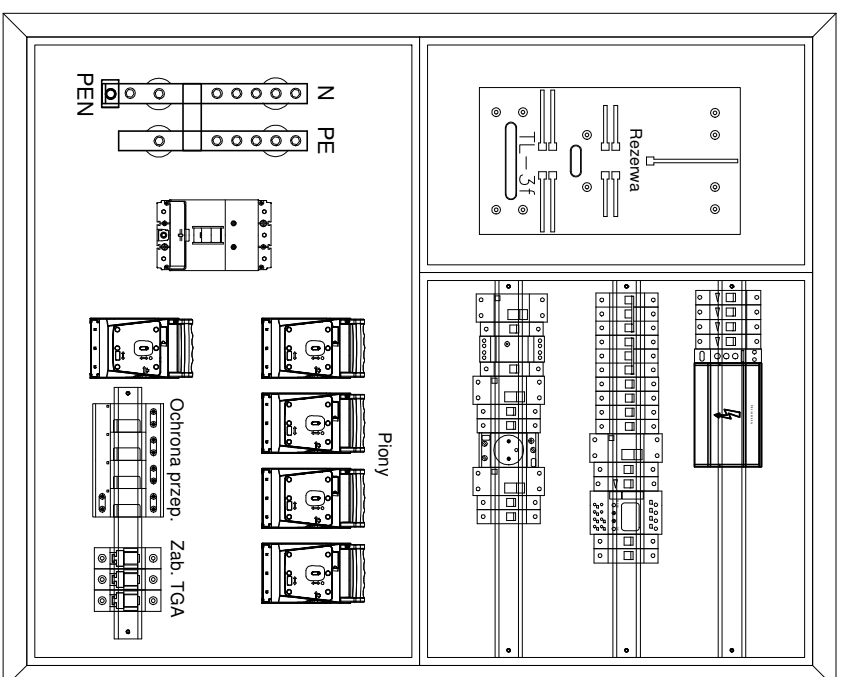 N
PE
PEN
Piony
Ochrona przep.
Zab. TGA
Rezerwa
TL-3f